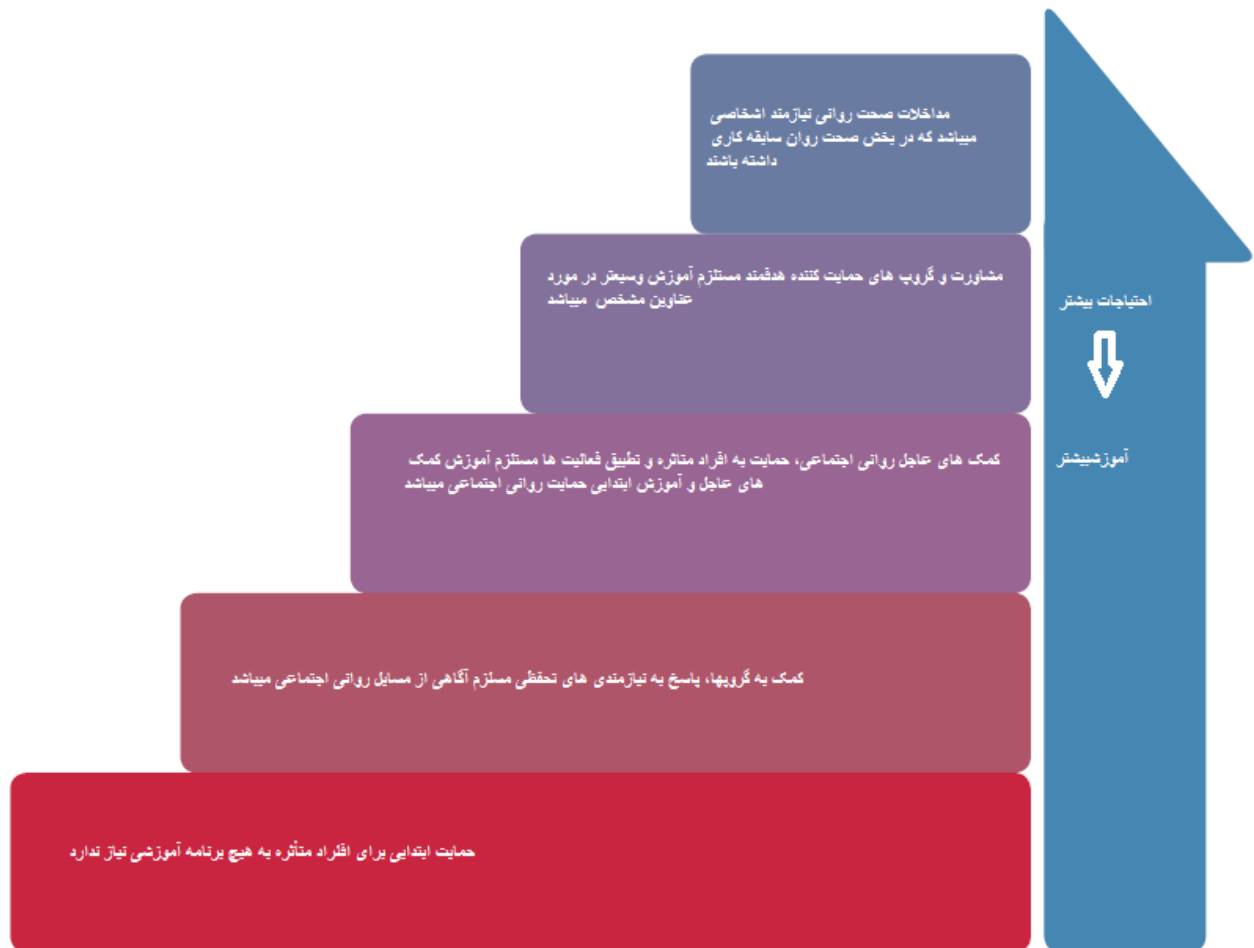 مداخلات صحت روانی نیازمند اشخاصی
میباشد که در بخش صحت روان سابقه کاری
داشته باشند
مشاورت و گروپ های حمایت کننده هدفمند مستلزم آموزش وسیعتر در مورد
عناوین مشخص میباشد
احتیاجات بیشتر
کمک های عاجل روانی اجتماعی، حمایت به افراد متاثره و تطبیق فعالیت ها مستلزم آموزش کمک
های عاجل و آموزش ابتدایی حمایت روانی اجتماعی میباشد
آموزشبیشتر
کمک به گروپها، پاسخ به نیازمندی های تحفظی مسلزم آگاهی از مسایل روانی اجتماعی میباشد
حمایت ابتدایی برای افراد متأثره به هیچ برنامه آموزشی نیاز ندارد